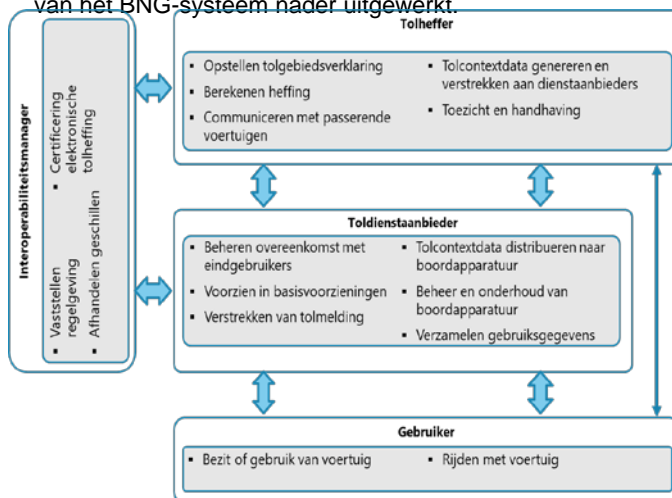 van het BNG-systeem nader uitgewerkt.
Tolheffer
▪ Opstellen tolgebiedsverklaring
▪ Berekenen heffing
▪ Communiceren met passerende
voertuigen
▪ Tolcontextdata genereren en
verstrekken aan dienstaanbieders
▪ Toezicht en handhaving
Interoperabiliteitsmanager
▪ Vaststellen
regelgeving
▪ Afhandelen geschillen
▪ Certificering
elektronische
tolheffing
Toldienstaanbieder
▪ Beheren overeenkomst met
eindgebruikers
▪ Voorzien in basisvoorzieningen
▪ Verstrekken van tolmelding
▪ Tolcontextdata distribueren naar
boordapparatuur
▪ Beheer en onderhoud van
boordapparatuur
▪ Verzamelen gebruiksgegevens
Gebruiker
▪ Bezit of gebruik van voertuig
▪ Rijden met voertuig